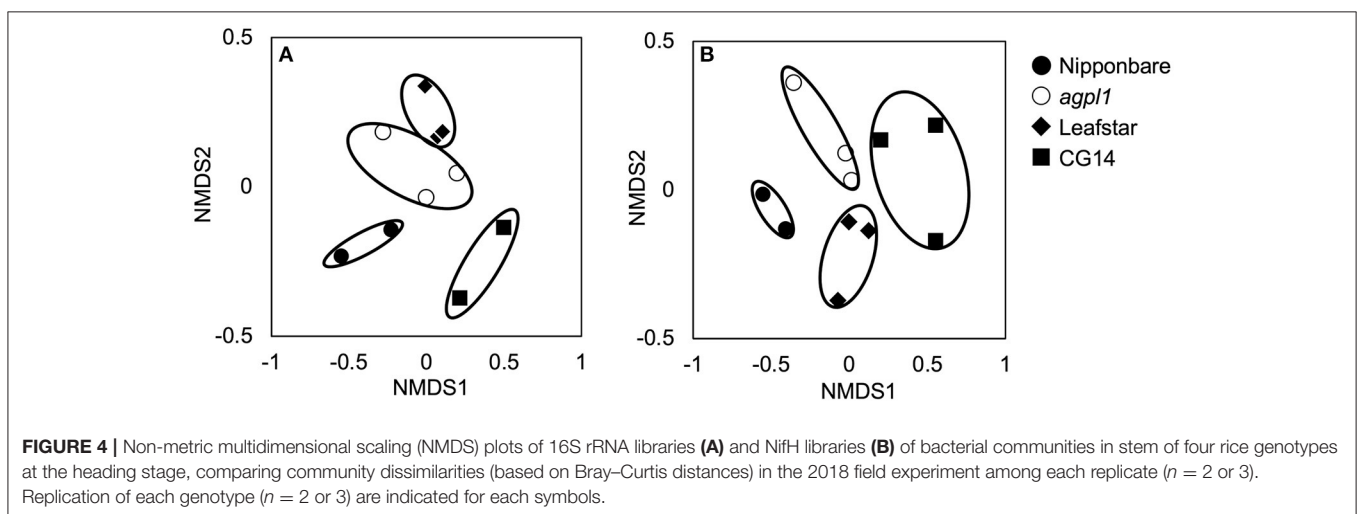 A
0.5
0
-0.5
NMDS2
-1
-0.5
0
0.5
1
NMDS1
B
0.5
0
-0.5
NMDS2
-1
-0.5
0
0.5
1
NMDS1
Nipponbare
agpl1
Leafstar
CG14
FIGURE 4 | Non-metric multidimensional scaling (NMDS) plots of 16S rRNA libraries (A) and NifH libraries (B) of bacterial communities in stem of four rice genotypes
at the heading stage, comparing community dissimilarities (based on Bray–Curtis distances) in the 2018 field experiment among each replicate (n = 2 or 3).
Replication of each genotype (n = 2 or 3) are indicated for each symbols.